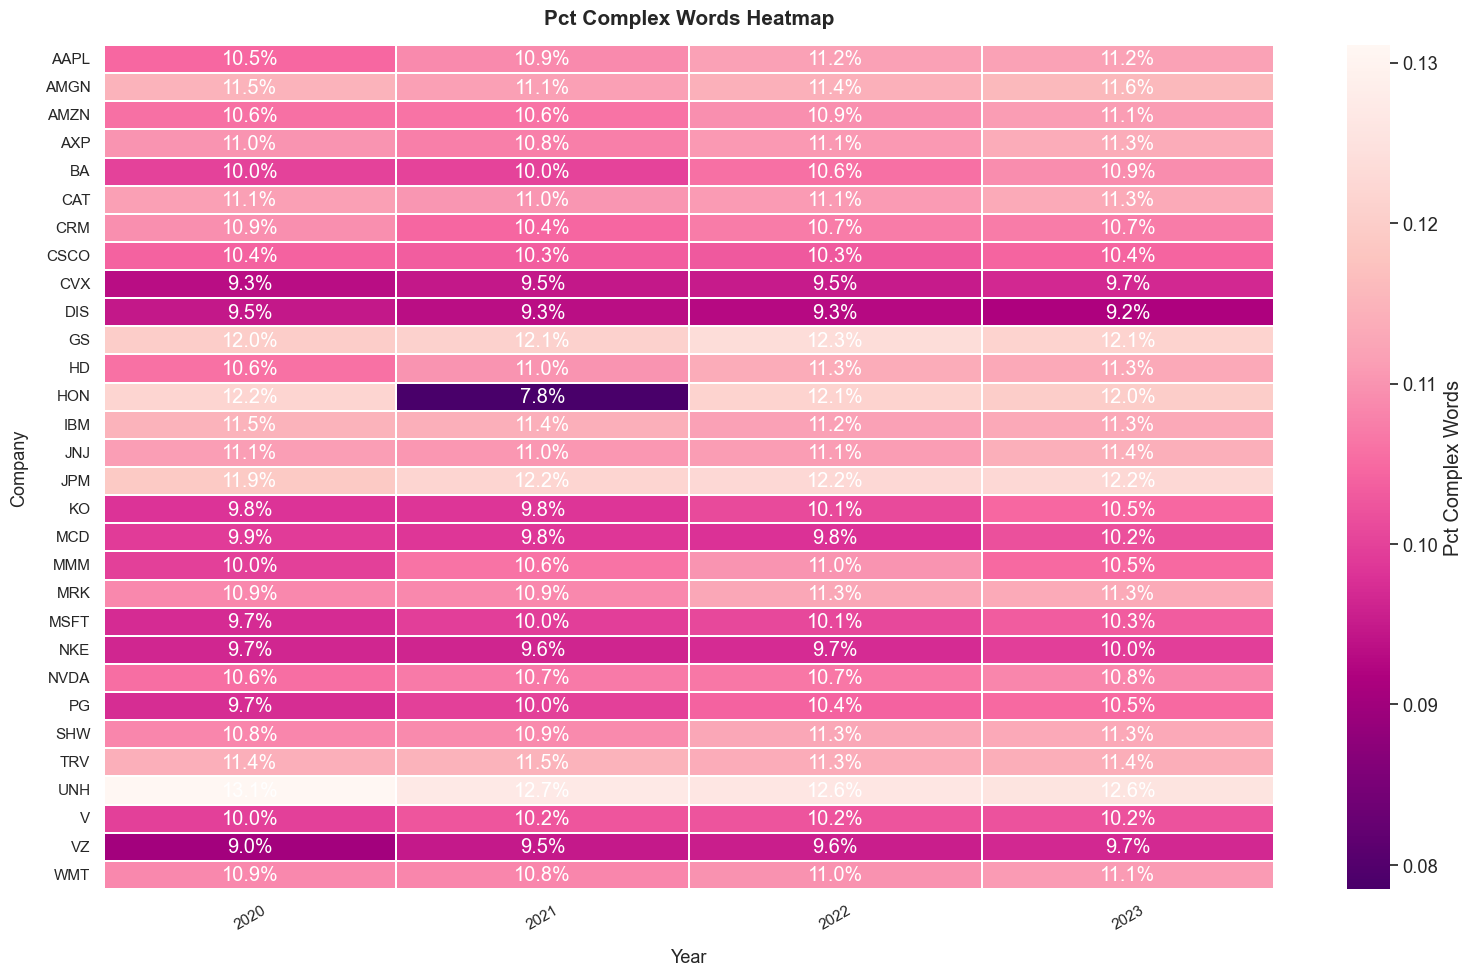 Pct Complex Words Heatmap
AAPL 10.5% 10.9% 11.2% 11.2%
AMGN 11.5% 11.1% 11.4% 11.6%
AMZN 10.6% 10.6% 10.9% 11.1%
AXP 11.0% 10.8% 11.1% 11.3%
BA 10.0% 10.0% 10.6% 10.9%
CAT 11.1% 11.0% 11.1% 11.3%
CRM 10.9% 10.4% 10.7% 10.7%
CSCO 10.4% 10.3% 10.3% 10.4%
CVX 9.3% 9.5% 9.5% 9.7%
DIS 9.5% 9.3% 9.3% 9.2%
GS 12.0% 12.1% 12.3% 12.1%
HD 10.6% 11.0% 11.3% 11.3%
HON 12.2% 7.8% 12.1% 12.0%
IBM 11.5% 11.4% 11.2% 11.3%
JNJ 11.1% 11.0% 11.1% 11.4%
JPM 11.9% 12.2% 12.2% 12.2%
KO 9.8% 9.8% 10.1% 10.5%
MCD 9.9% 9.8% 9.8% 10.2%
MMM 10.0% 10.6% 11.0% 10.5%
MRK 10.9% 10.9% 11.3% 11.3%
MSFT 9.7% 10.0% 10.1% 10.3%
NKE 9.7% 9.6% 9.7% 10.0%
NVDA 10.6% 10.7% 10.7% 10.8%
PG 9.7% 10.0% 10.4% 10.5%
SHW 10.8% 10.9% 11.3% 11.3%
TRV 11.4% 11.5% 11.3% 11.4%
UNH 13.1% 12.7% 12.6% 12.6%
V 10.0% 10.2% 10.2% 10.2%
VZ 9.0% 9.5% 9.6% 9.7%
WMT 10.9% 10.8% 11.0% 11.1%
2020 2021 2022 2023
Year
Company
0.13
0.12
0.11
0.10
0.09
0.08
Pct Complex Words